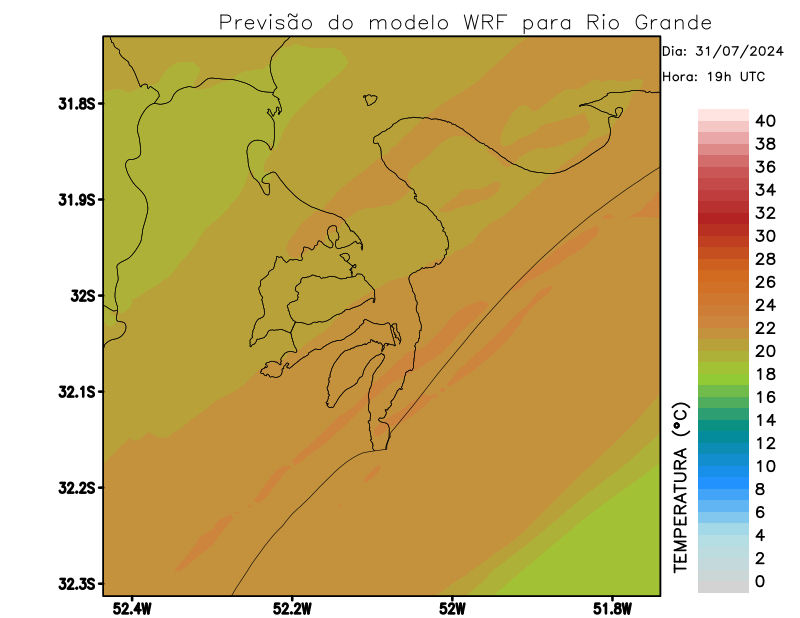 Previsão do modelo WRF para Rio Grande
Dia: 31/07/2024
Hora: 19h UTC
31.8S
31.9S
32S
32.1S
32.2S
32.3S
52.4W
52.2W
52W
51.8W
TEMPERATURA (°C)
40
38
36
34
32
30
28
26
24
22
20
18
16
14
12
10
8
6
4
2
0